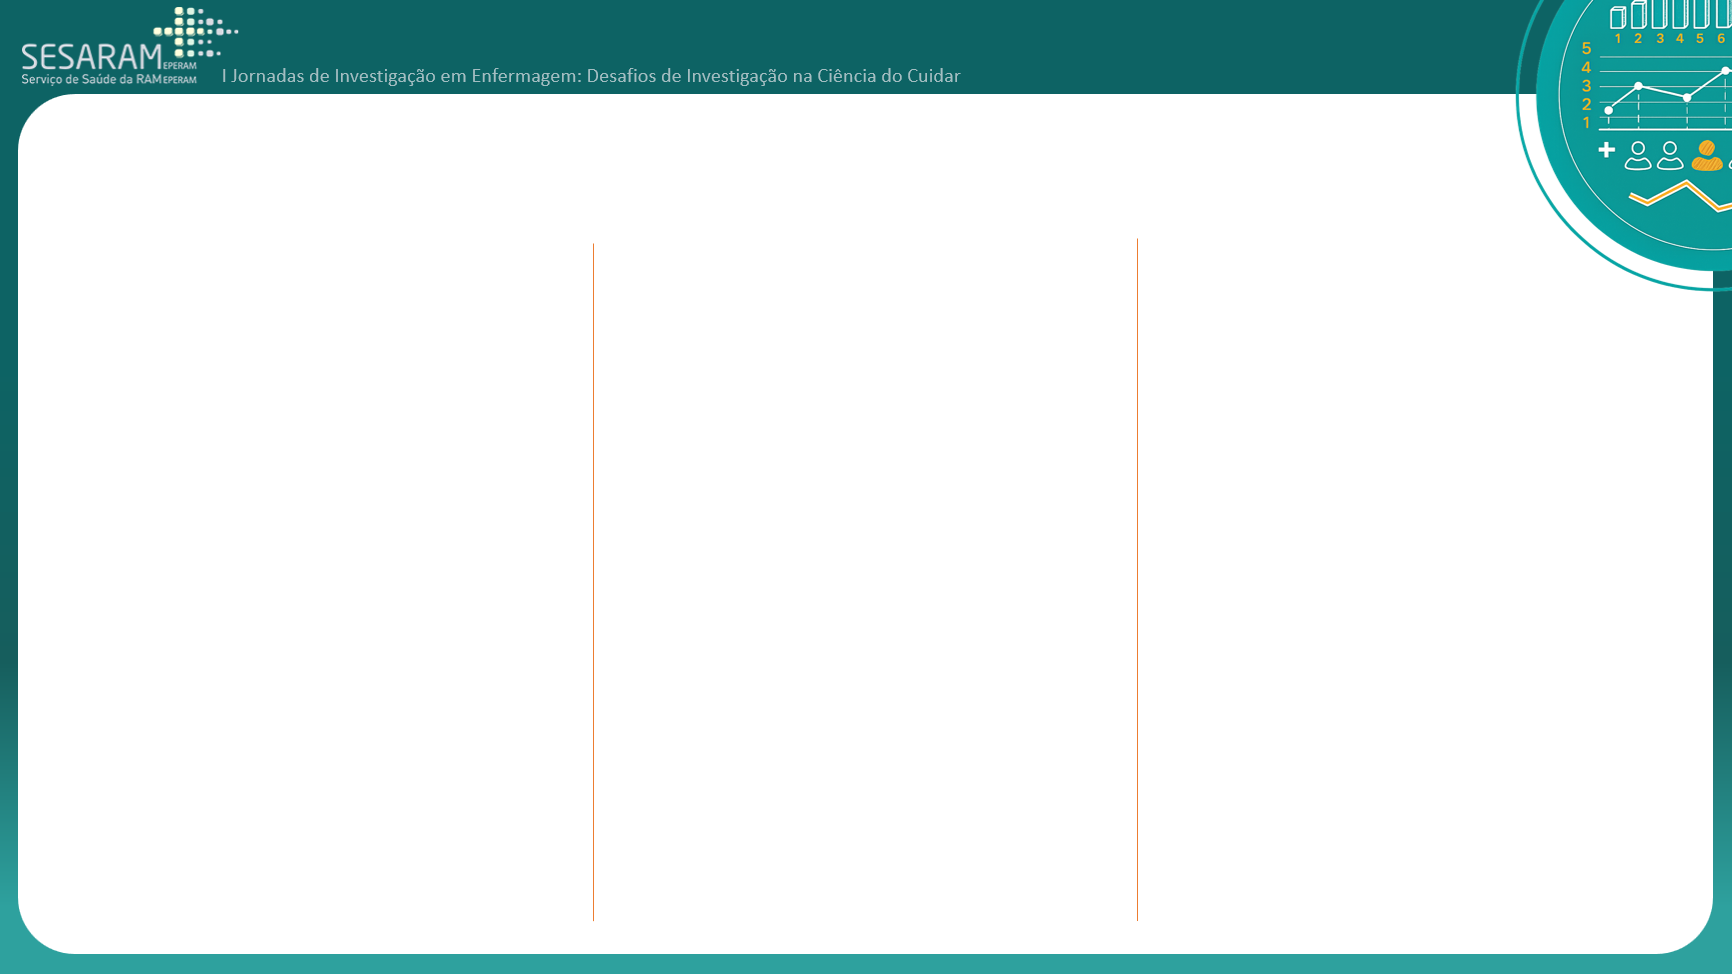 SESARAM EPERAM
Serviço de Saúde da RAM EPERAM
I Jornadas de Investigação em Enfermagem: Desafios de Investigação na Ciência do Cuidar
1 2 3 4 5 6
5
4
3
2
1